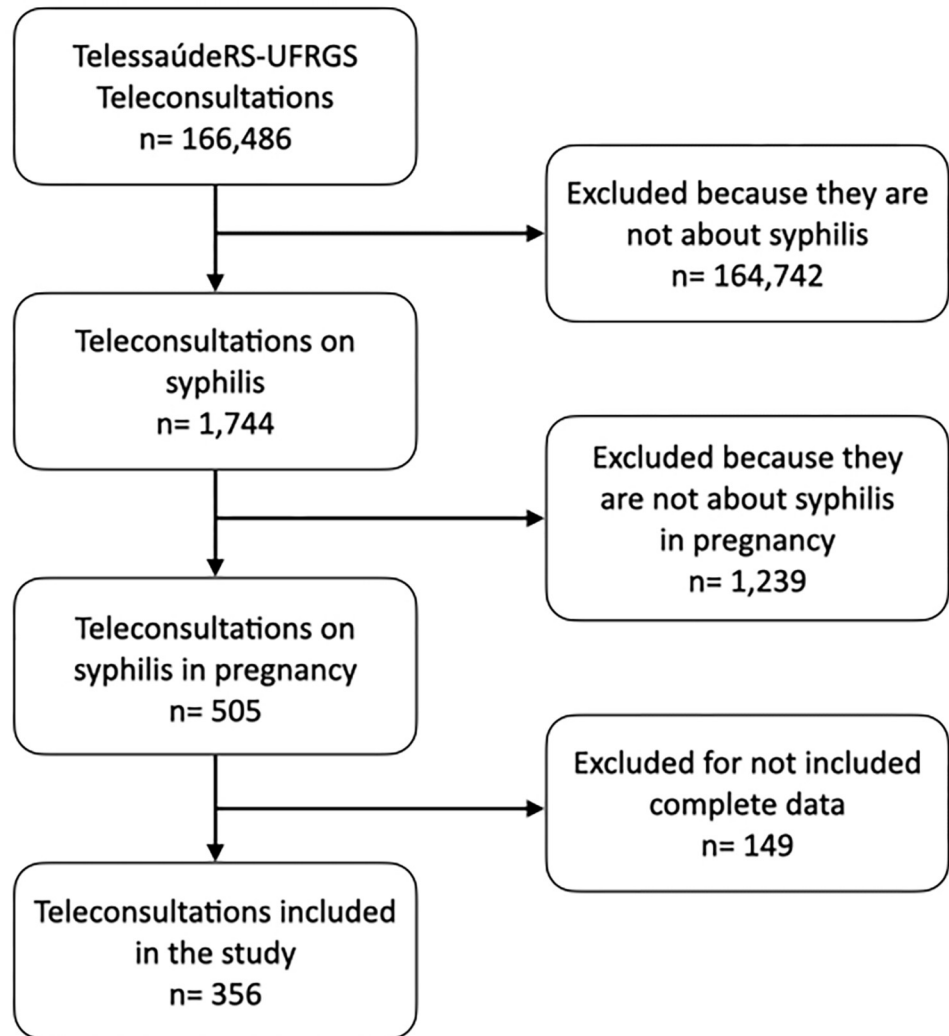 TelessaúdeRS-UFRGS
Teleconsultations
n= 166,486
Excluded because they are
not about syphilis
n= 164,742
Teleconsultations on
syphilis
n= 1,744
Excluded because they
are not about syphilis
in pregnancy
n= 1,239
Teleconsultations on
syphilis in pregnancy
n= 505
Excluded for not included
complete data
n= 149
Teleconsultations included
in the study
n= 356